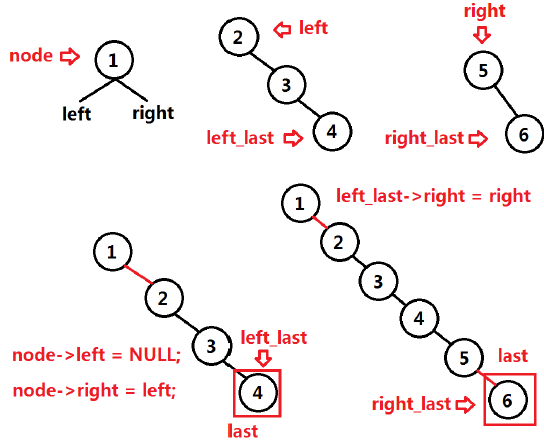 node
1
left
right
2
left
3
left_last
4
right
5
right_last
6
1
2
3
left_last
4
node->left = NULL;
node->right = left;
last
left_last->right = right
1
2
3
4
5
last
right_last
6